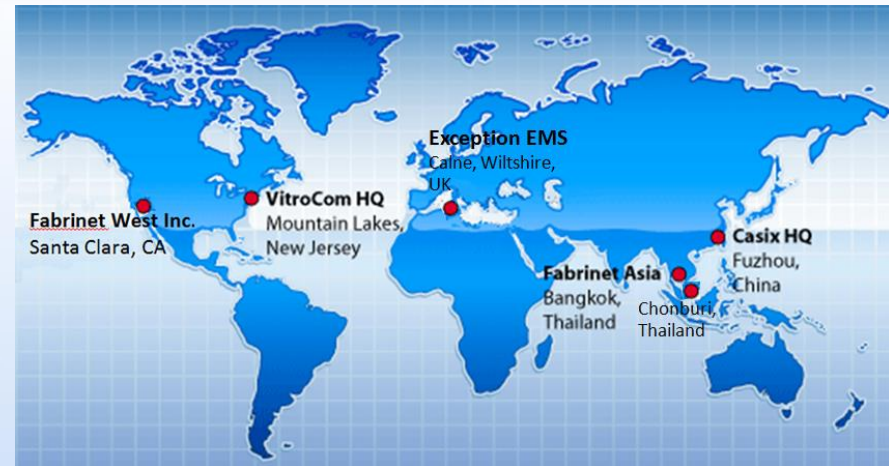 Exception EMS
Calne, Wiltshire,
UK
VitroCom HQ
Mountain Lakes,
New Jersey
Fabrinet West Inc.
Santa Clara, CA
Casix HQ
Fuzhou,
China
Fabrinet Asia
Bangkok,
Thailand
Chonburi,
Thailand